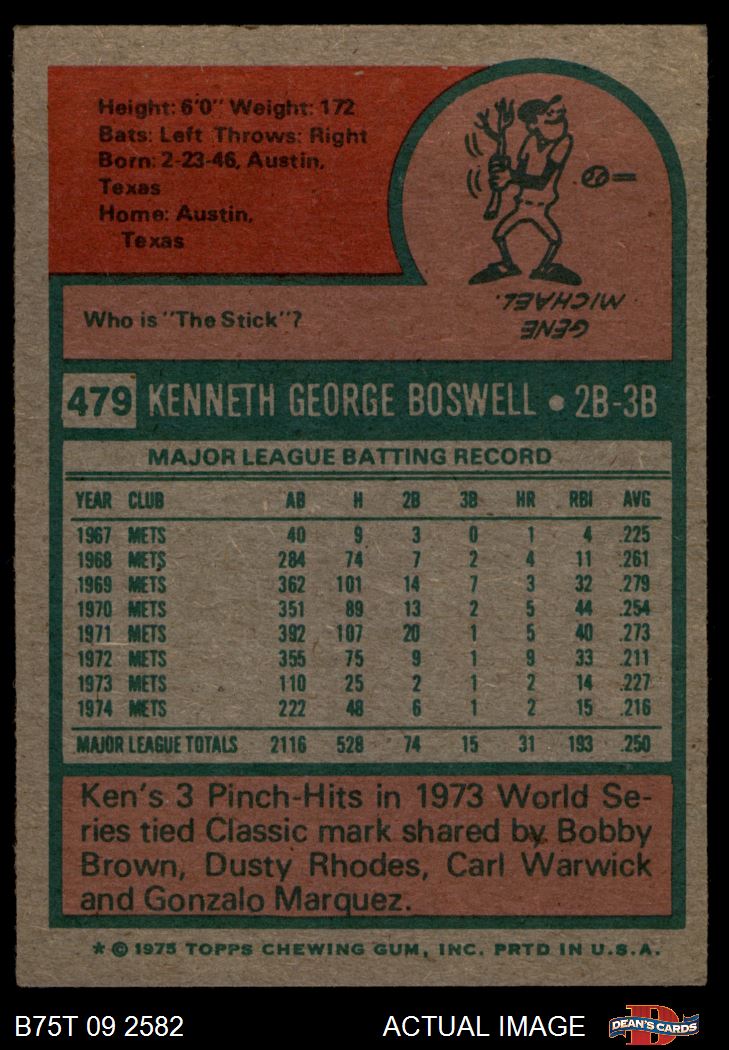 Height: 6'0" Weight: 172
Bats: Left Throws: Right
Born: 2-23-46, Austin,
Texas
Home: Austin,
Texas
Who is "The Stick"?
GENE
MICHAEL.
479 KENNETH GEORGE BOSWELL • 2B-3B
MAJOR LEAGUE BATTING RECORD
YEAR CLUB AB H 2B 3B HR RBI AVG
1967 METS 40 9 3 0 1 4 .225
1968 METS 284 74 7 2 4 11 .261
1969 METS 362 101 14 7 3 32 .279
1970 METS 351 89 13 2 5 44 .254
1971 METS 392 107 20 1 5 40 .273
1972 METS 355 75 9 1 9 33 .211
1973 METS 110 25 2 1 2 14 .227
1974 METS 222 48 6 1 2 15 .216
MAJOR LEAGUE TOTALS 2116 528 74 15 31 193 .250
Ken's 3 Pinch-Hits in 1973 World Se-
ries tied Classic mark shared by Bobby
Brown, Dusty Rhodes, Carl Warwick
and Gonzalo Marquez.
* © 1975 TOPPS CHEWING GUM, INC. PRTD IN U.S.A.
B75T 09 2582 ACTUAL IMAGE DEAN'S CARDS